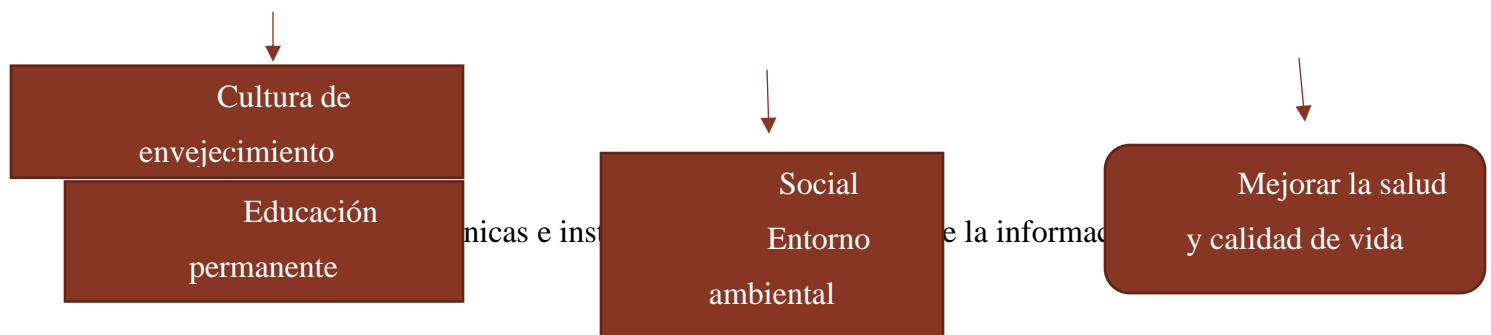 Cultura de
envejecimiento
Educación
permanente
nicas e inst
Social
Entorno
ambiental
e la informac
Mejorar la salud
y calidad de vida